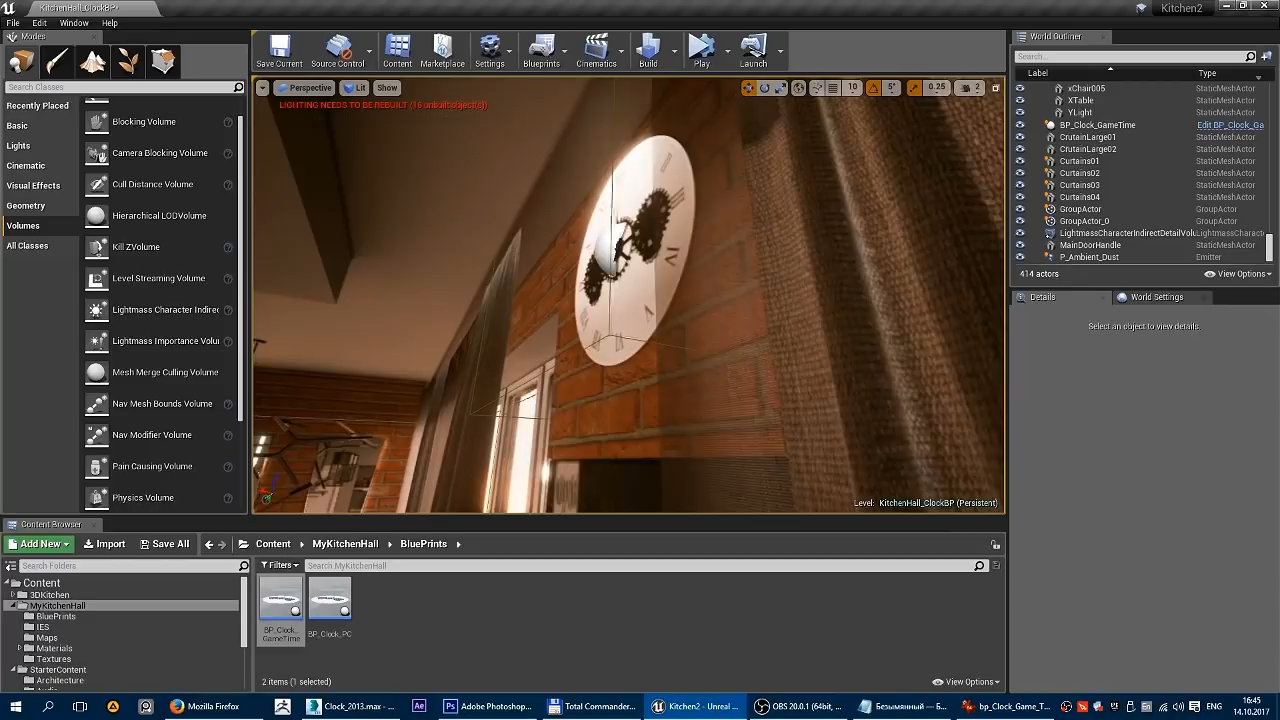 KitchenHall_ClockBP*
Kitchen2
File Edit Window Help
Modes
World Outliner
Save Current Source Control Content Marketplace Settings Blueprints Cinematics Build Play Launch
Search...
Search Classes
Perspective Lit Show
10 5° 0.25 2
Label Type
LIGHTING NEEDS TO BE REBUILT (16 unbuilt object(s))
Recently Placed
Basic
Lights
Cinematic
Visual Effects
Geometry
Volumes
All Classes
Blocking Volume
Camera Blocking Volume
Cull Distance Volume
Hierarchical LODVolume
Kill ZVolume
Level Streaming Volume
Lightmass Character Indirec
Lightmass Importance Volu
Mesh Merge Culling Volume
Nav Mesh Bounds Volume
Nav Modifier Volume
Pain Causing Volume
Physics Volume
xChair005 StaticMeshActor
XTable StaticMeshActor
YLight StaticMeshActor
BP_Clock_GameTime Edit BP_Clock_Ga
CrutainLarge01 StaticMeshActor
CrutainLarge02 StaticMeshActor
Curtains01 StaticMeshActor
Curtains02 StaticMeshActor
Curtains03 StaticMeshActor
Curtains04 StaticMeshActor
GroupActor GroupActor
GroupActor_0 GroupActor
LightmassCharacterIndirectDetailVolu LightmassCharact
MainDoorHandle StaticMeshActor
P_Ambient_Dust Emitter
414 actors View Options
Details World Settings
Select an object to view details.
Level: KitchenHall_ClockBP (Persistent)
Content Browser
Add New Import Save All Content MyKitchenHall BluePrints
Search Folders
Filters Search MyKitchenHall
Content
3DKitchen
MyKitchenHall
BluePrints
IES
Maps
Materials
Textures
StarterContent
Architecture
BP_Clock_
GameTime
BP_Clock_PC
2 items (1 selected) View Options
Mozilla Firefox Clock_2013.max - ... Adobe Photoshop... Total Commander... Kitchen2 - Unreal ... OBS 20.0.1 (64bit, ... Безымянный — Б... bp_Clock_Game_T...
16:45
14.10.2017